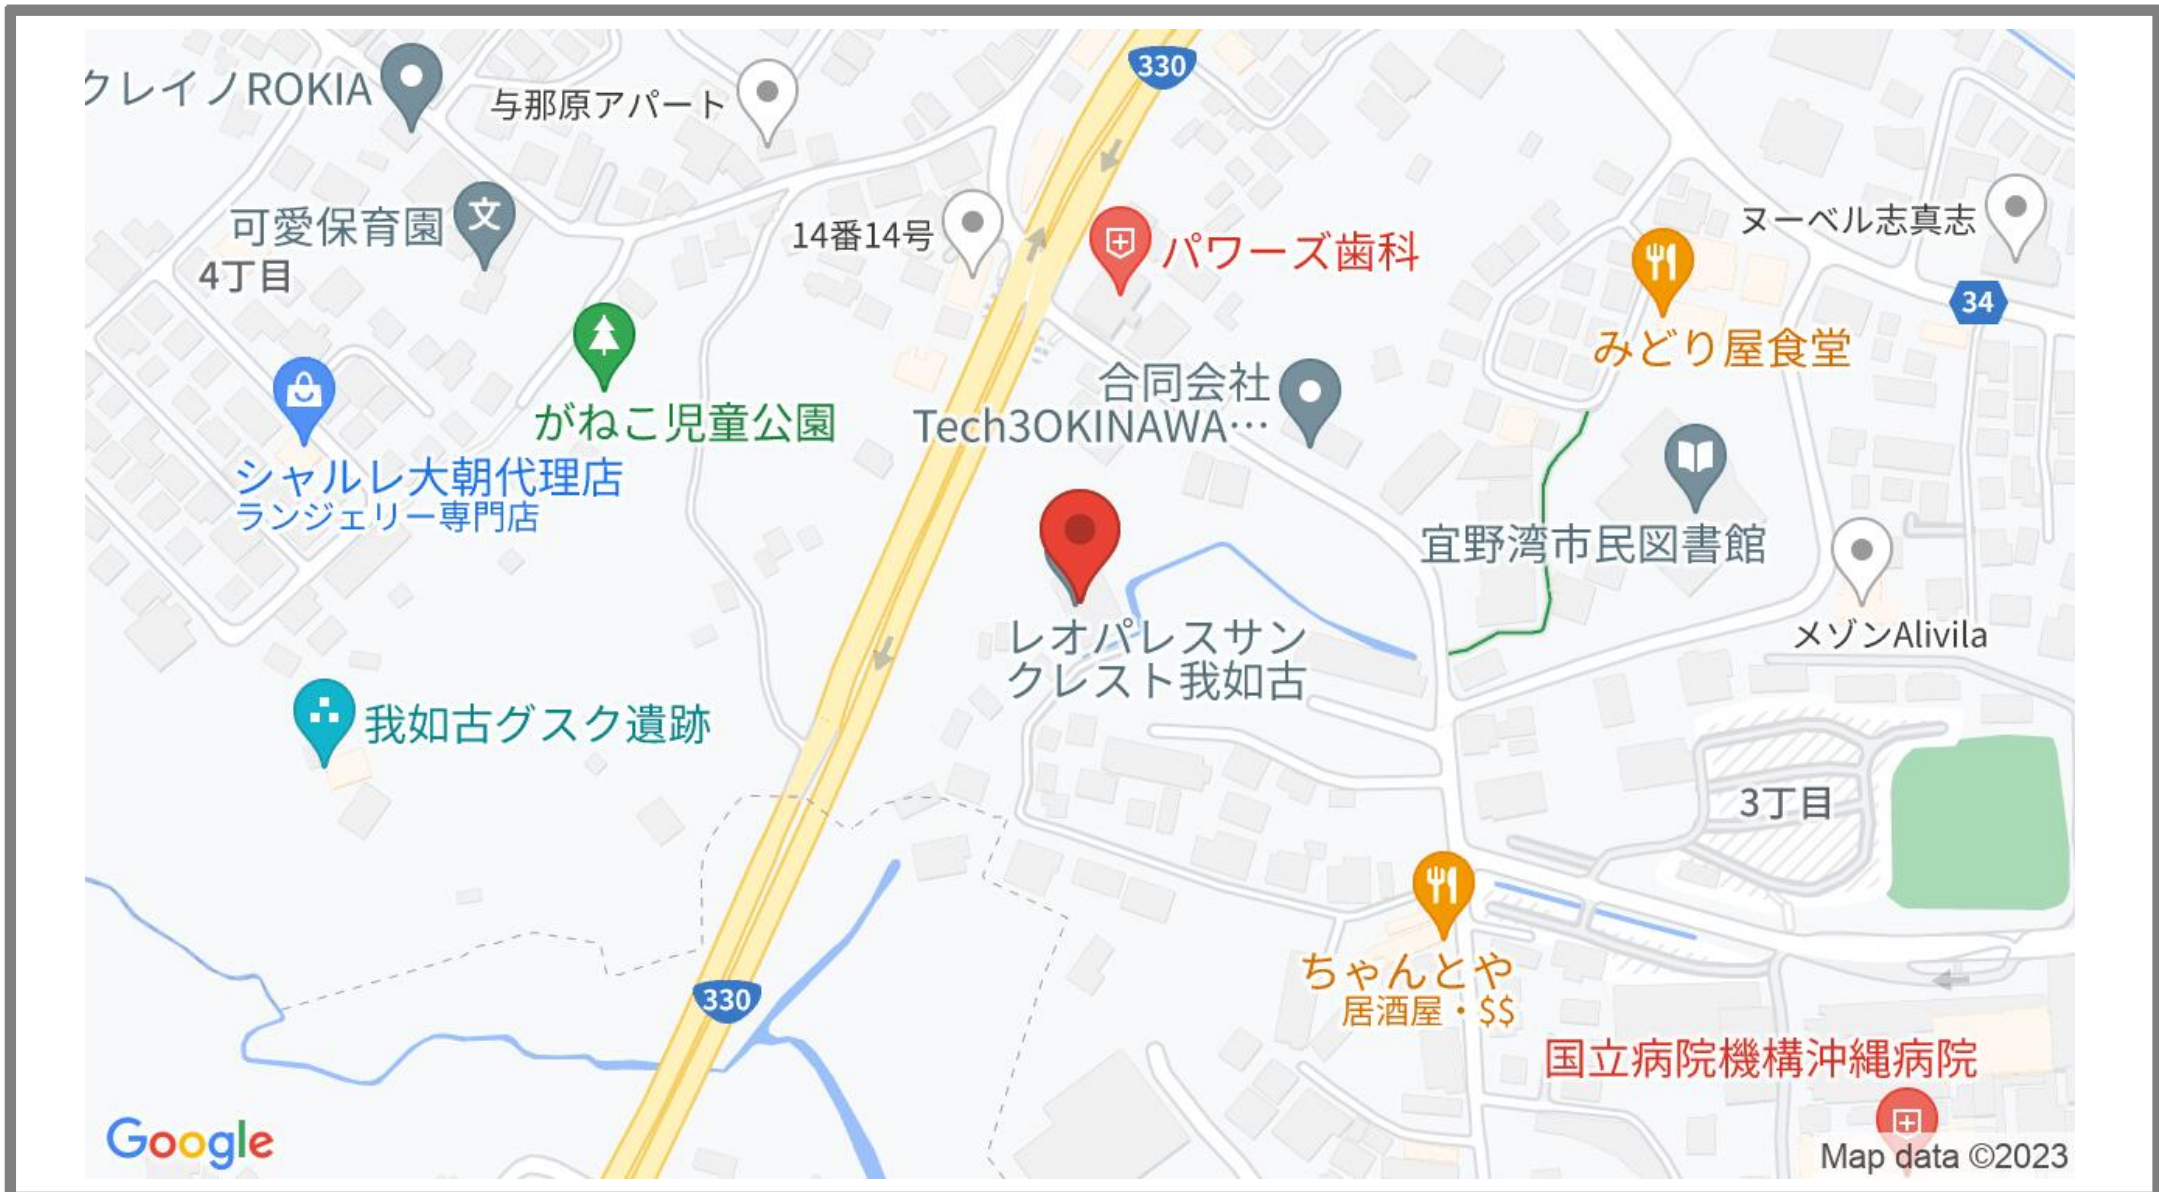 330
クレイノROKIA
与那原アパート
可愛保育園
4丁目
14番14号
パワーズ歯科
ヌーベル志真志
34
みどり屋食堂
がねこ児童公園
合同会社
Tech3OKINAWA…
シャルレ大朝代理店
ランジェリー専門店
宜野湾市民図書館
レオパレスサン
クレスト我如古
メゾンAlivila
我如古グスク遺跡
3丁目
ちゃんとや
居酒屋・$$
330
国立病院機構沖縄病院
Google
Map data ©2023